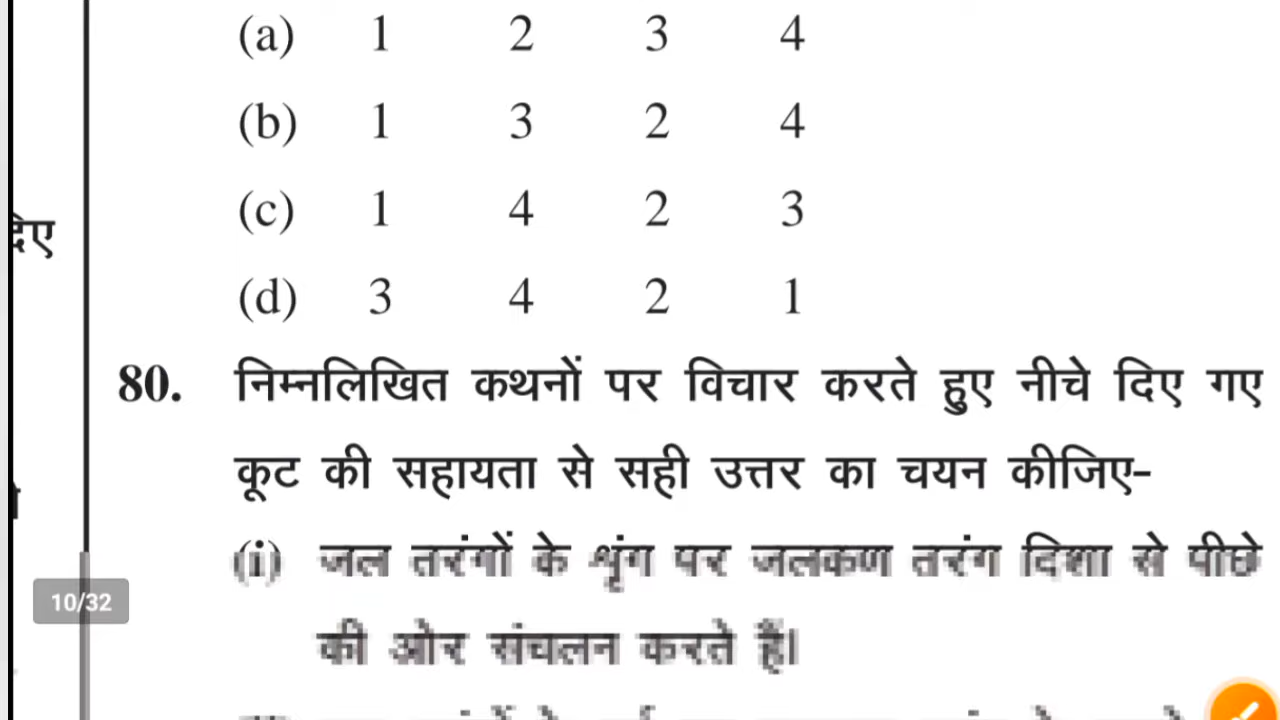 (a) 1 2 3 4
(b) 1 3 2 4
(c) 1 4 2 3
दिए
(d) 3 4 2 1
80. निम्नलिखित कथनों पर विचार करते हुए नीचे दिए गए
कूट की सहायता से सही उत्तर का चयन कीजिए-
(i) जल तरंगों के शृंग पर जलकण तरंग दिशा से पीछे
10/32
की ओर संचलन करते हैं।